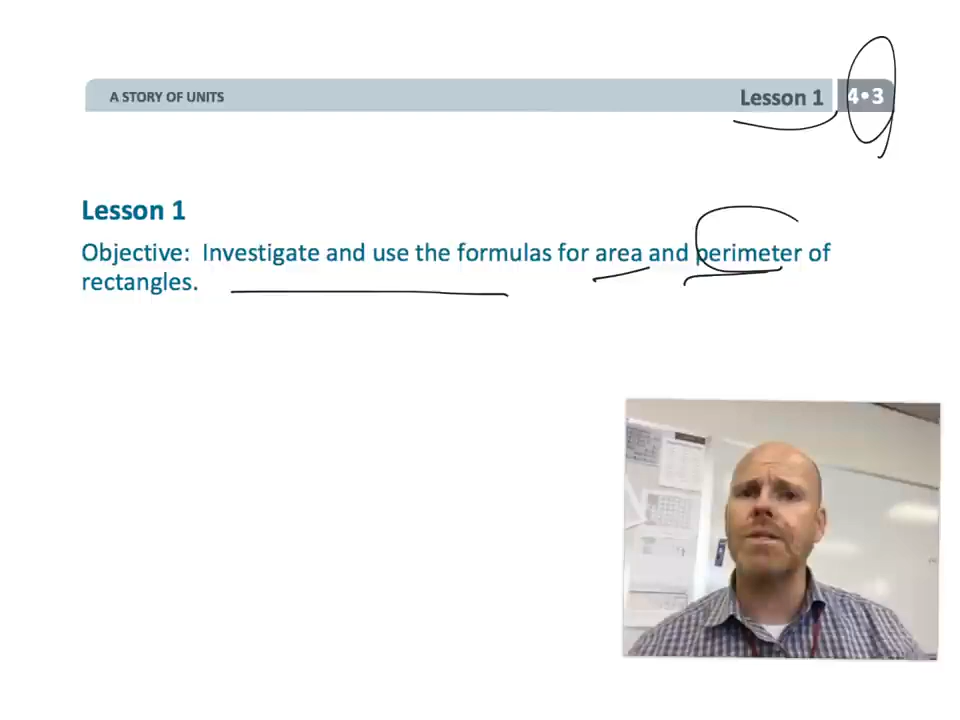 A STORY OF UNITS
Lesson 1 4•3
Lesson 1
Objective: Investigate and use the formulas for area and perimeter of
rectangles.